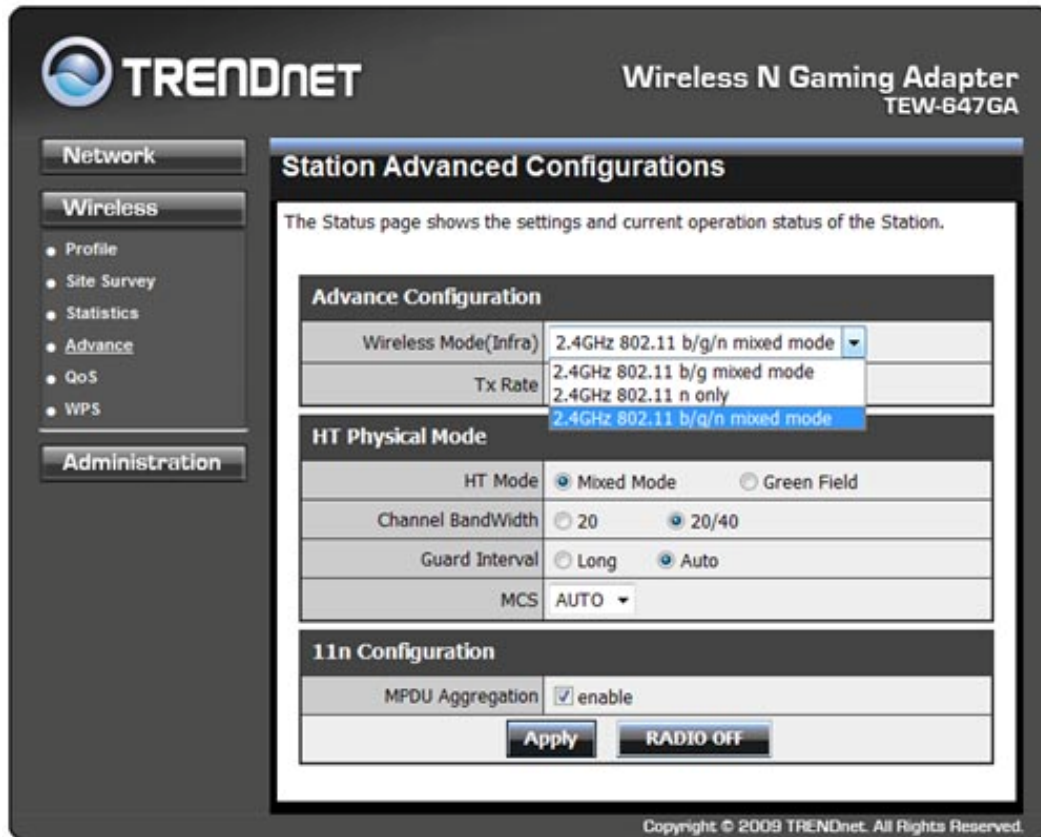 TRENDNET
Wireless N Gaming Adapter
TEW-647GA
Network
Wireless
Profile
Site Survey
Statistics
Advance
QoS
WPS
Administration
Station Advanced Configurations
The Status page shows the settings and current operation status of the Station.
Advance Configuration
Wireless Mode(Infra) 2.4GHz 802.11 b/g/n mixed mode
2.4GHz 802.11 b/g mixed mode
Tx Rate 2.4GHz 802.11 n only
2.4GHz 802.11 b/g/n mixed mode
HT Physical Mode
HT Mode Mixed Mode Green Field
Channel BandWidth 20 20/40
Guard Interval Long Auto
MCS AUTO
11n Configuration
MPDU Aggregation enable
Apply RADIO OFF
Copyright © 2009 TRENDnet. All Rights Reserved.